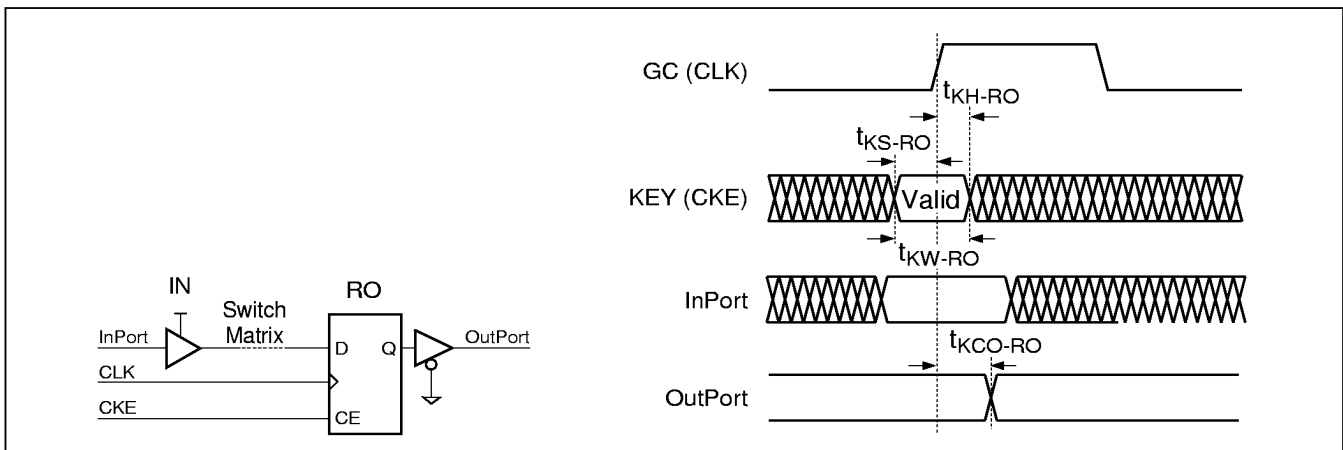 IN
Switch
Matrix
RO
InPort
D
Q
OutPort
CLK
CKE
CE
GC (CLK)
tKH-RO
tKS-RO
KEY (CKE)
Valid
tKW-RO
InPort
tKCO-RO
OutPort